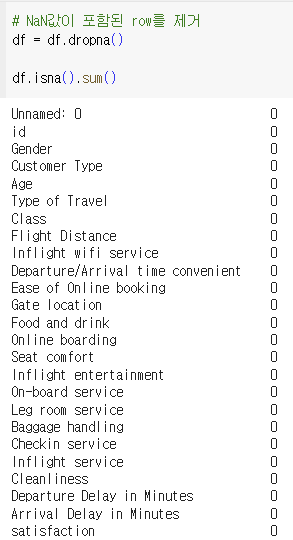 # NaN값이 포함된 row를 제거
df = df.dropna()
df.isna().sum()
Unnamed: 0 0
id 0
Gender 0
Customer Type 0
Age 0
Type of Travel 0
Class 0
Flight Distance 0
Inflight wifi service 0
Departure/Arrival time convenient 0
Ease of Online booking 0
Gate location 0
Food and drink 0
Online boarding 0
Seat comfort 0
Inflight entertainment 0
On-board service 0
Leg room service 0
Baggage handling 0
Checkin service 0
Inflight service 0
Cleanliness 0
Departure Delay in Minutes 0
Arrival Delay in Minutes 0
satisfaction 0